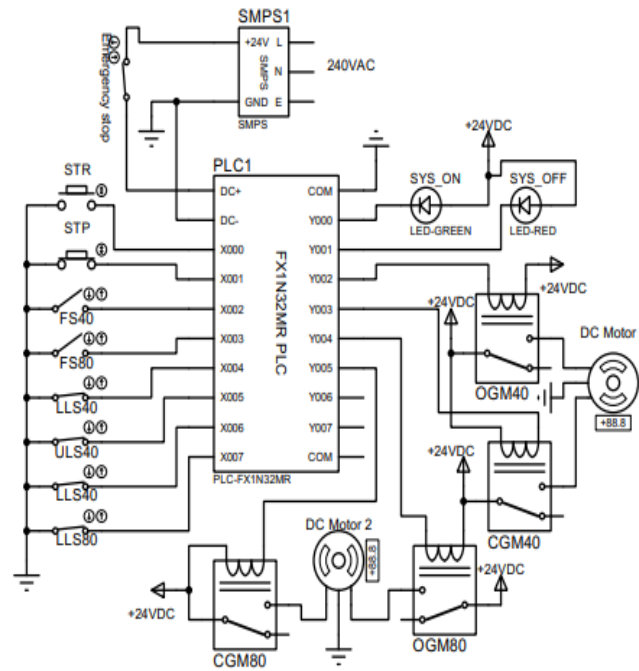 SMPS1
+24V L
N
GND E
SMPS
SMPS
240VAC
Emergency stop
PLC1
DC+
DC-
X000
X001
X002
X003
X004
X005
X006
X007
COM
Y000
Y001
Y002
Y003
Y004
Y005
Y006
Y007
COM
FX1N32MR PLC
PLC-FX1N32MR
STR
STP
FS40
FS80
LLS40
ULS40
LLS40
LLS80
+24VDC
SYS_ON
LED-GREEN
SYS_OFF
LED-RED
+24VDC
+24VDC
OGM40
DC Motor
+88.8
+24VDC
CGM40
DC Motor 2
+88.8
+24VDC
CGM80
+24VDC
OGM80